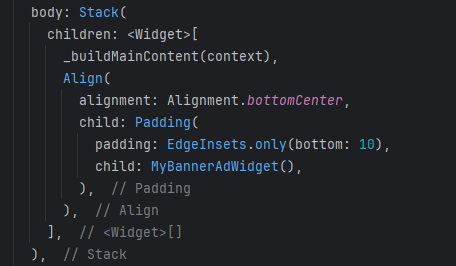 body: Stack(
children: <Widget>[
_buildMainContent(context),
Align(
alignment: Alignment.bottomCenter,
child: Padding(
padding: EdgeInsets.only(bottom: 10),
child: MyBannerAdWidget(),
), // Padding
), // Align
], // <Widget>[]
), // Stack